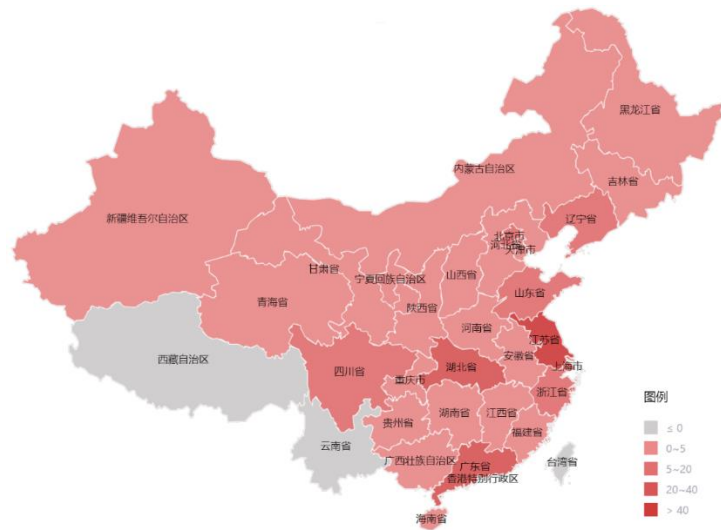 黑龙江省
内蒙古自治区
吉林省
新疆维吾尔自治区
辽宁省
北京市
河北省
天津市
甘肃省
宁夏回族自治区
山西省
青海省
山东省
陕西省
河南省
江苏省
西藏自治区
安徽省
上海市
四川省
湖北省
重庆市
浙江省
图例
湖南省
江西省
贵州省
≤ 0
福建省
0~5
云南省
广西壮族自治区
广东省
台湾省
5~20
香港特别行政区
20~40
> 40
海南省